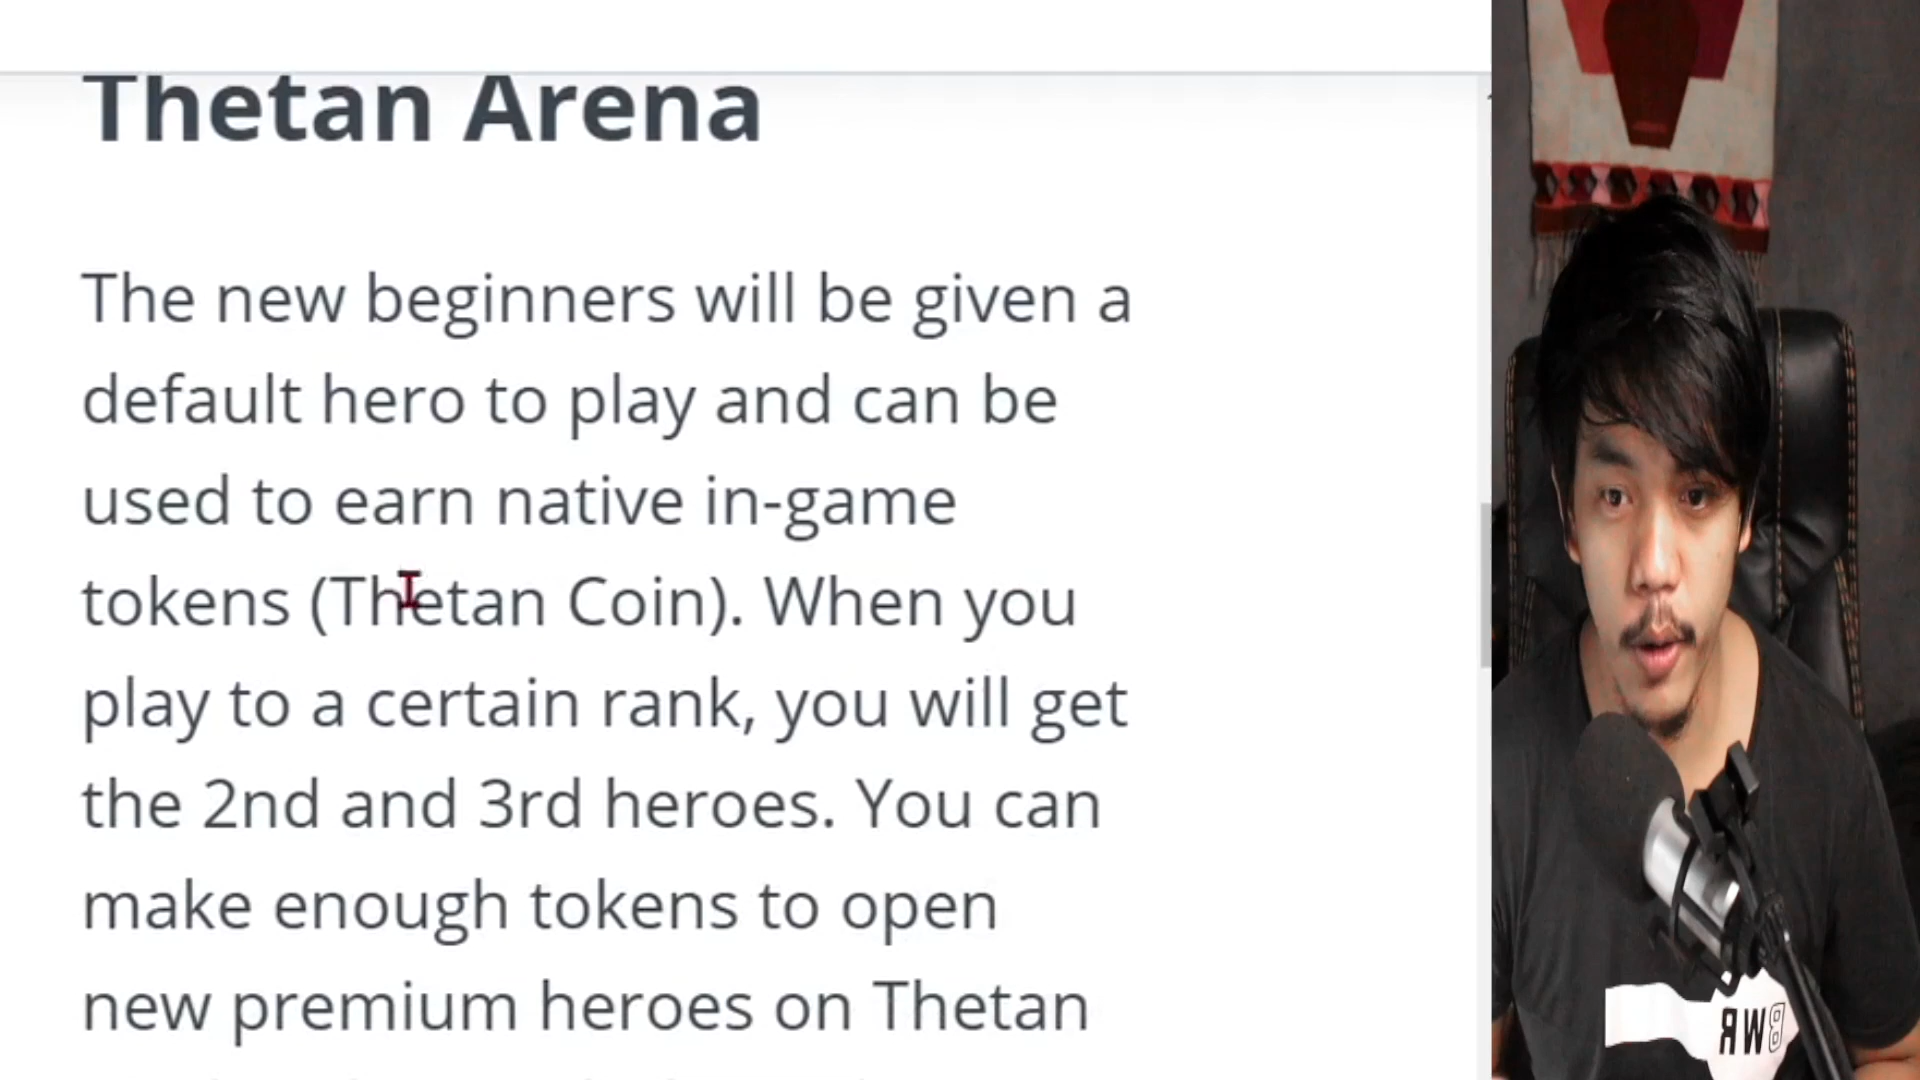 Thetan Arena
The new beginners will be given a
default hero to play and can be
used to earn native in-game
tokens (Thetan Coin). When you
play to a certain rank, you will get
the 2nd and 3rd heroes. You can
make enough tokens to open
new premium heroes on Thetan
BWR